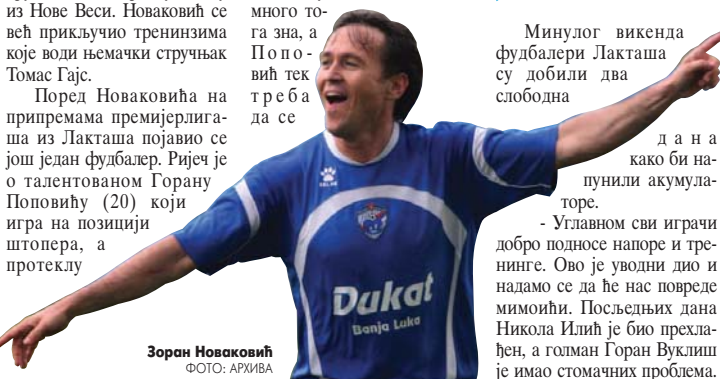 из Нове Веси. Новаковић се
већ прикључио тренинзима
које води њемачки стручњак
Томас Гајс.
Поред Новаковића на
припремама премијерлига-
ша из Лакташа појавио се
још један фудбалер. Ријеч је
о талентованом Горану
Поповићу (20) који
игра на позицији
штопера, а
протеклу
много то-
га зна, а
Попо-
вић тек
треба
да се
Минулог викенда
фудбалери Лакташа
су добили два
слободна
дана
како би на-
пунили акумула-
торе.
- Углавном сви играчи
добро подносе напоре и тре-
нинге. Ово је уводни дио и
надамо се да ће нас повреде
мимоићи. Посљедњих дана
Никола Илић је био прехла-
ђен, а голман Горан Вуклиш
је имао стомачних проблема.
Dukat
Banja Luka
Зоран Новаковић
ФОТО: АРХИВА